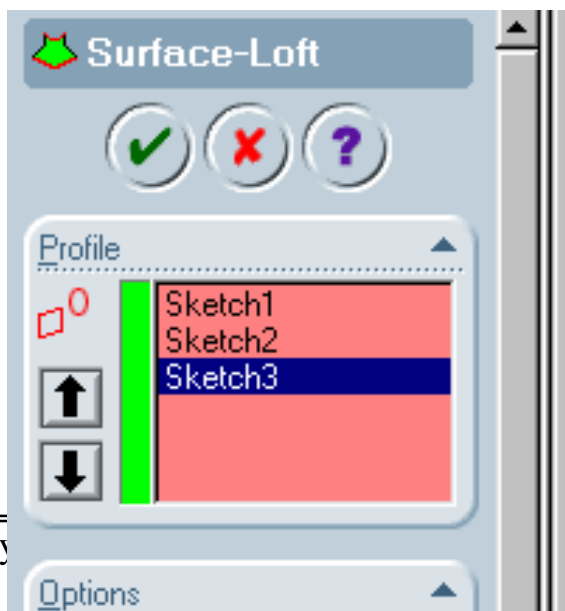 Surface-Loft
?
Profile
Sketch1
Sketch2
Sketch3
y
Options